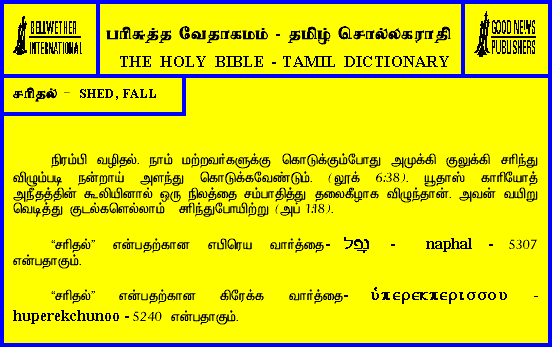 BELLWETHER
INTERNATIONAL
பரிசுத்த வேதாகமம் - தமிழ் சொல்லகராதி
THE HOLY BIBLE - TAMIL DICTIONARY
GOOD NEWS
PUBLISHERS
சரிதல் - SHED, FALL
நிரம்பி வழிதல். நாம் மற்றவர்களுக்கு கொடுக்கும்போது அமுக்கி குலுக்கி சரிந்து
விழும்படி நன்றாய் அளந்து கொடுக்கவேண்டும். (லூக் 6:38). யூதாஸ் காரியோத்
அநீதத்தின் கூலியினால் ஒரு நிலத்தை சம்பாதித்து தலைகீழாக விழுந்தான். அவன் வயிறு
வெடித்து குடல்களெல்லாம் சரிந்துபோயிற்று (அப் 1:18).
“சரிதல்” என்பதற்கான எபிரெய வார்த்தை- נָפַל - naphal - 5307
என்பதாகும்.
“சரிதல்” என்பதற்கான கிரேக்க வார்த்தை- ὑπερεκπερισσου -
huperekchunoo - 5240 என்பதாகும்.